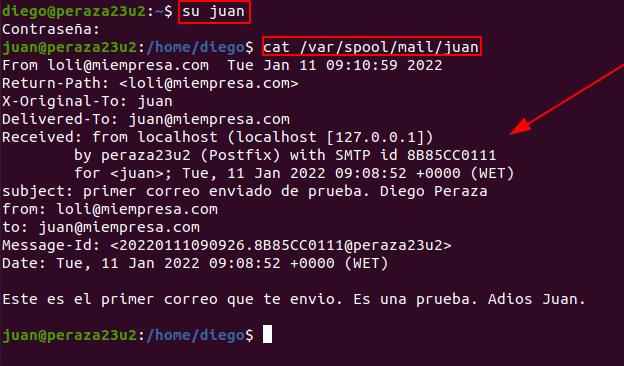 diego@peraza23u2:~$ su juan
Contraseña:
juan@peraza23u2:/home/diego$ cat /var/spool/mail/juan
From loli@miempresa.com  Tue Jan 11 09:10:59 2022
Return-Path: <loli@miempresa.com>
X-Original-To: juan
Delivered-To: juan@miempresa.com
Received: from localhost (localhost [127.0.0.1])
        by peraza23u2 (Postfix) with SMTP id 8B85CC0111
        for <juan>; Tue, 11 Jan 2022 09:08:52 +0000 (WET)
subject: primer correo enviado de prueba. Diego Peraza
from: loli@miempresa.com
to: juan@miempresa.com
Message-Id: <20220111090926.8B85CC0111@peraza23u2>
Date: Tue, 11 Jan 2022 09:08:52 +0000 (WET)

Este es el primer correo que te envio. Es una prueba. Adios Juan.

juan@peraza23u2:/home/diego$